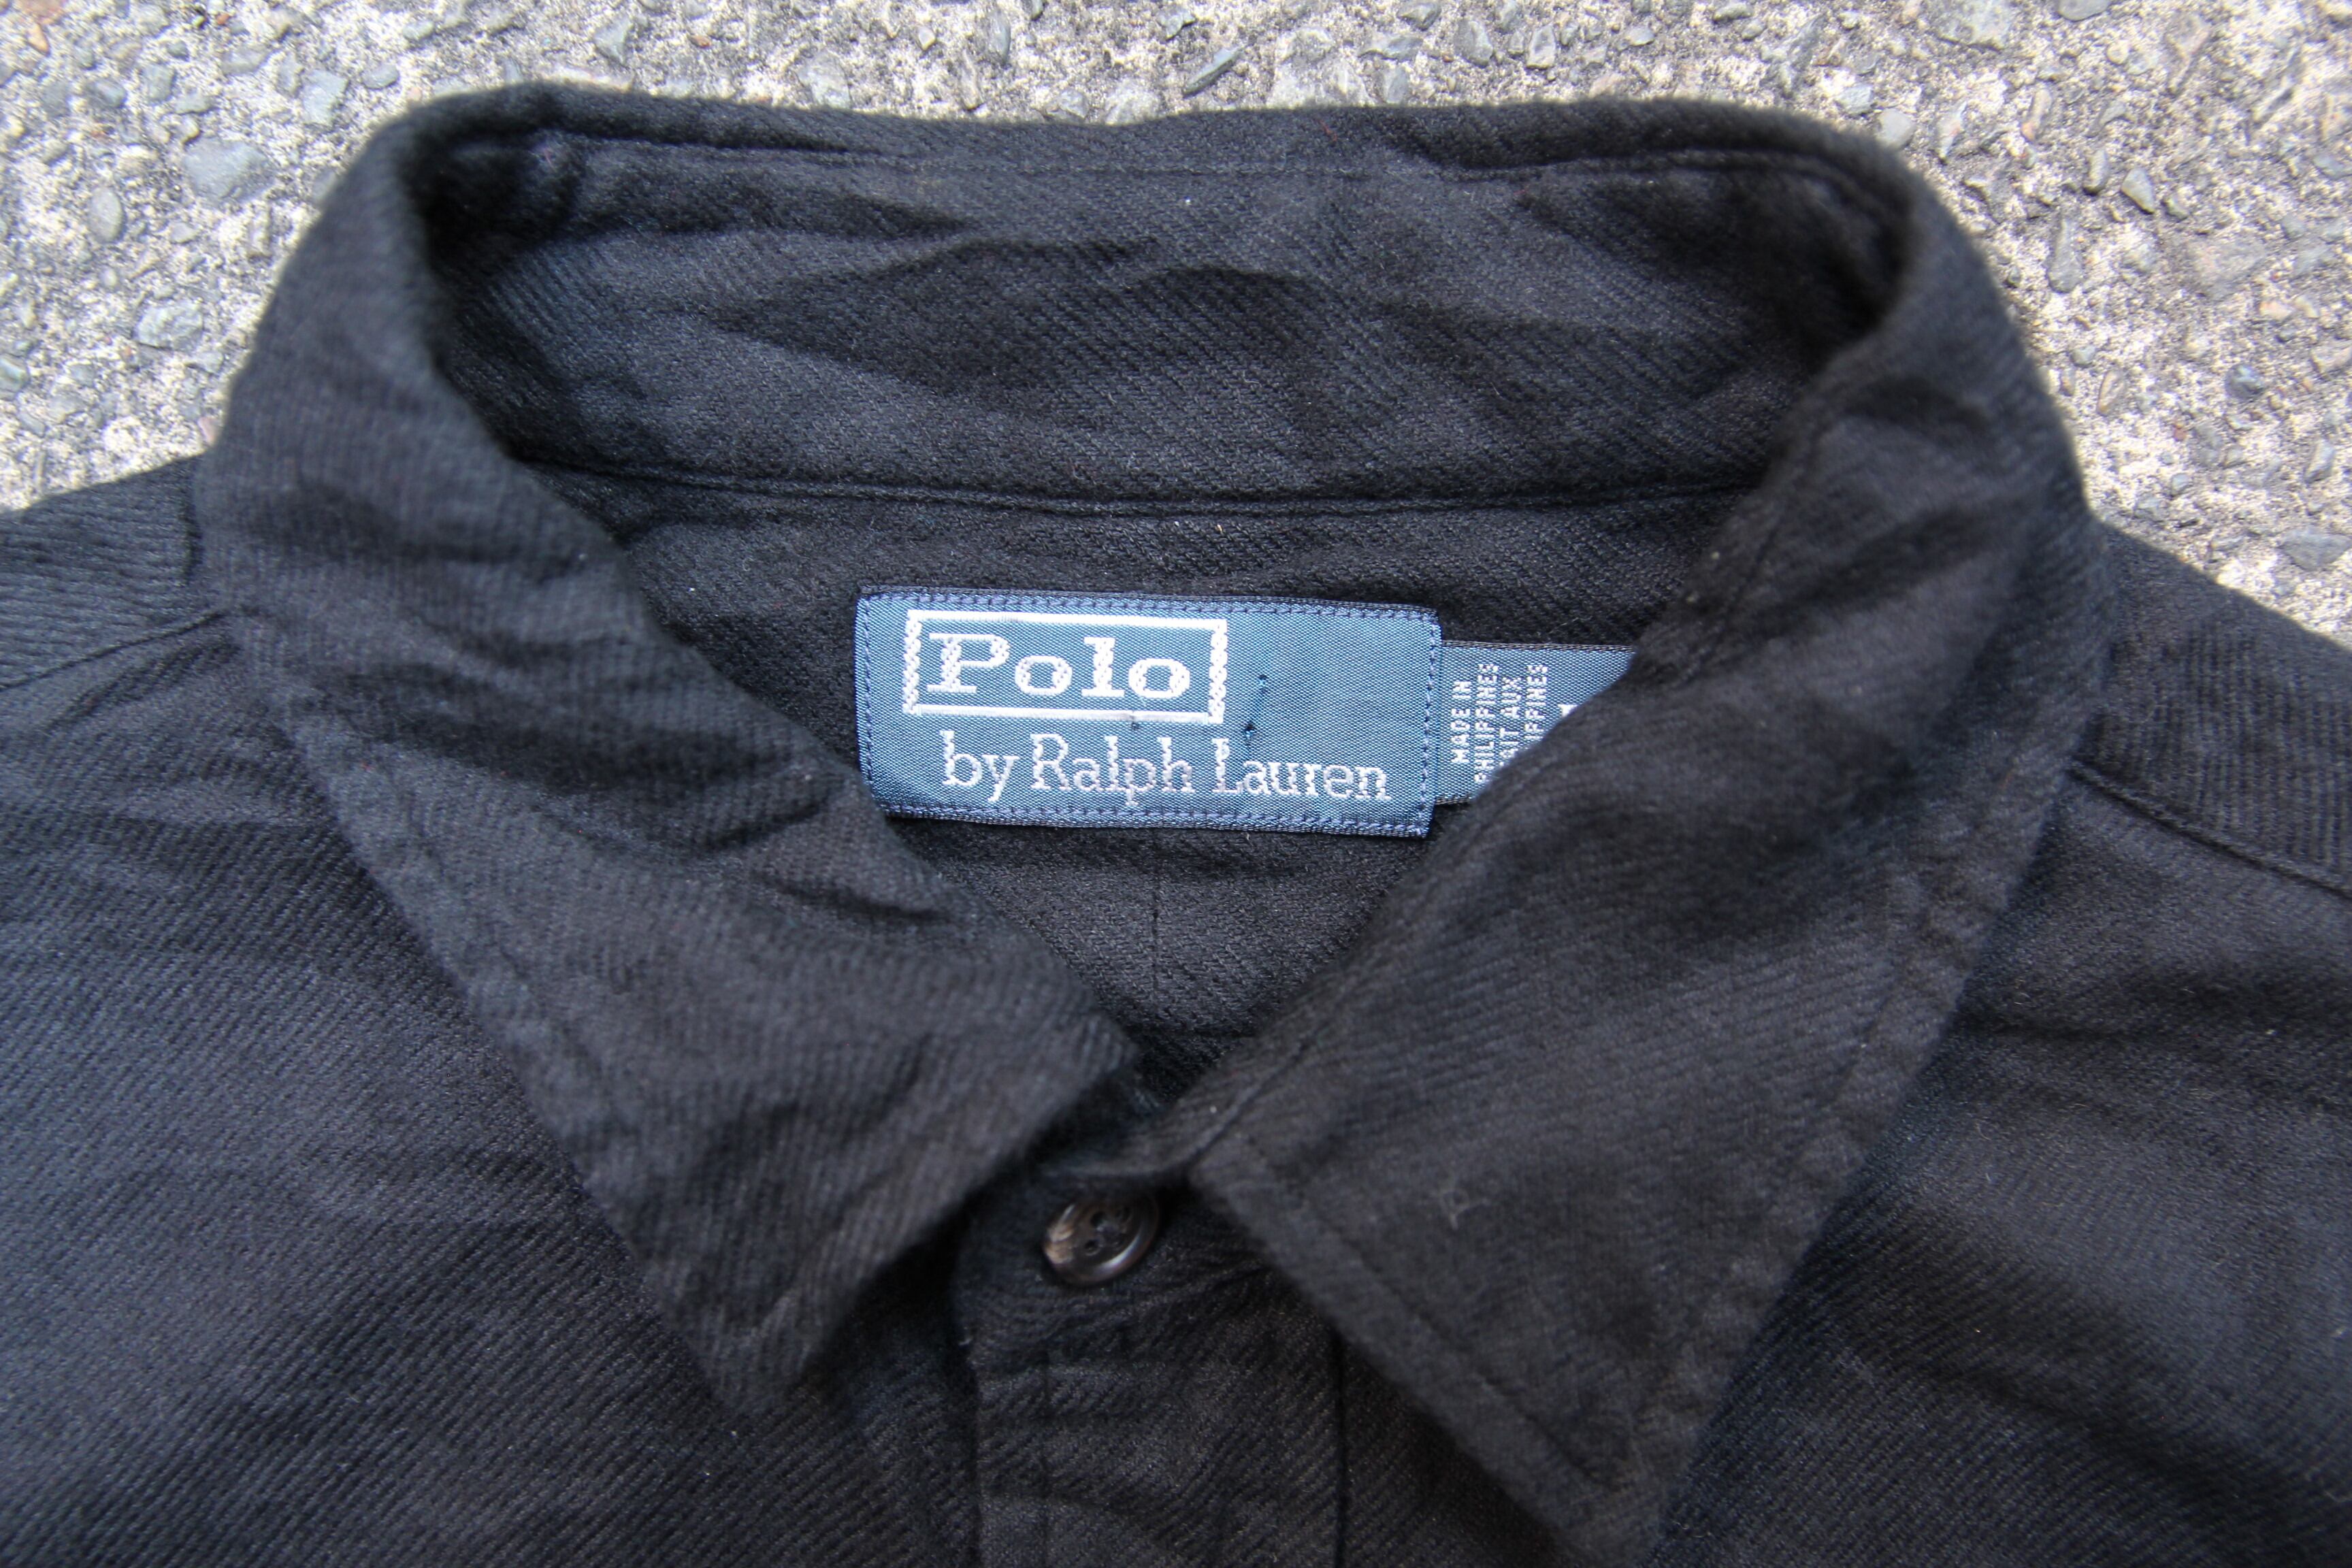 Polo
by Ralph Lauren
MADE IN
PHILIPPINES